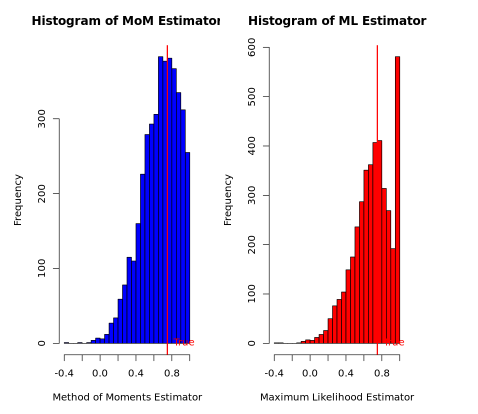 Histogram of MoM Estimator
Frequency
0
100
200
300
-0.4
0.0
0.4
0.8
True
Method of Moments Estimator
Histogram of ML Estimator
Frequency
0
100
200
300
400
500
600
-0.4
0.0
0.4
0.8
True
Maximum Likelihood Estimator